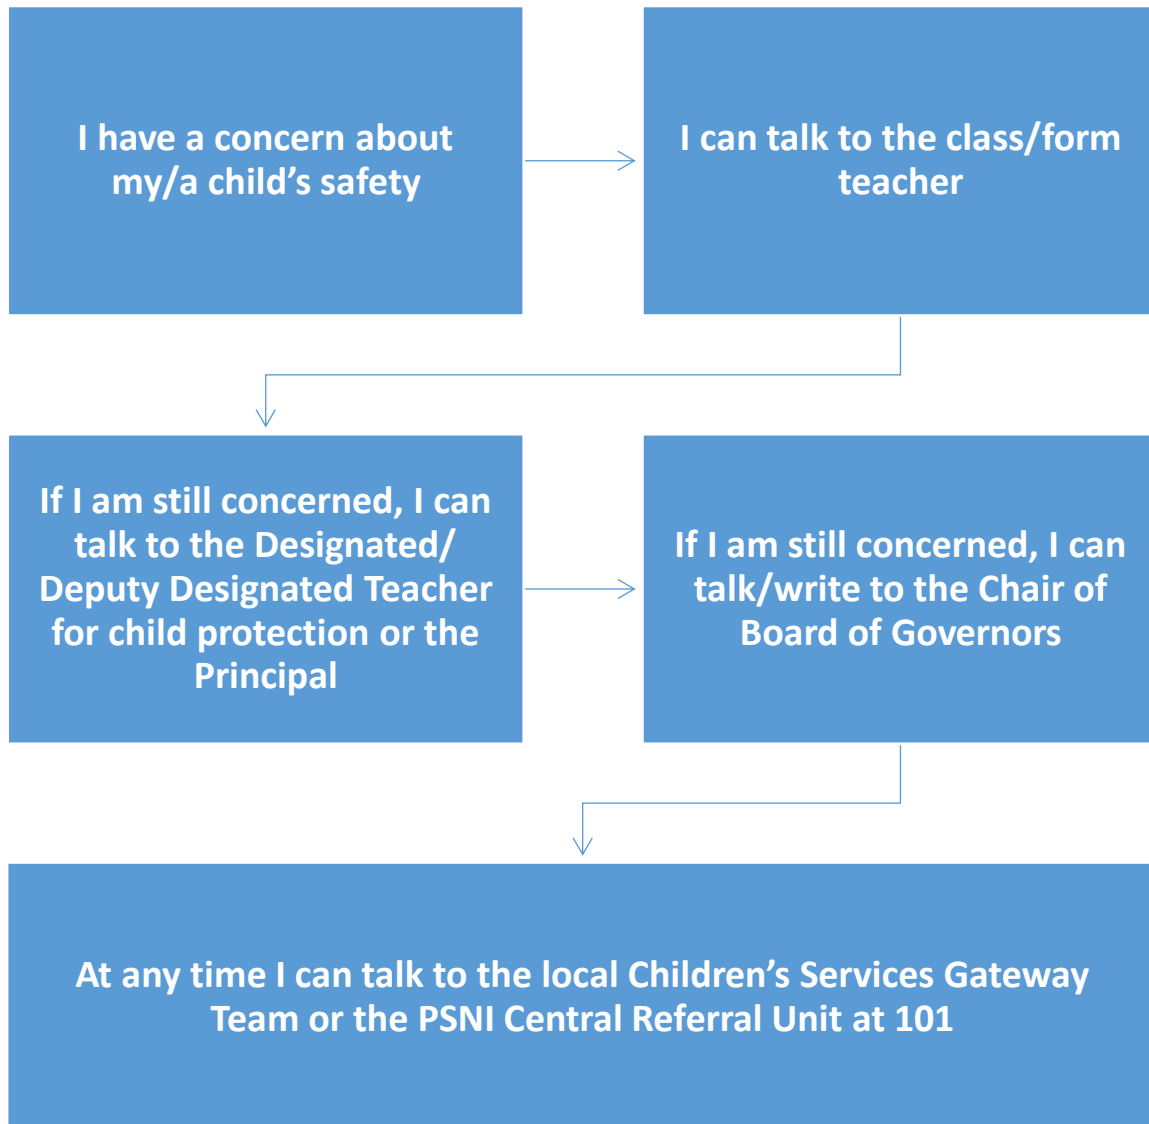 I have a concern about
my/a child’s safety
I can talk to the class/form
teacher
If I am still concerned, I can
talk to the Designated/
Deputy Designated Teacher
for child protection or the
Principal
If I am still concerned, I can
talk/write to the Chair of
Board of Governors
At any time I can talk to the local Children’s Services Gateway
Team or the PSNI Central Referral Unit at 101